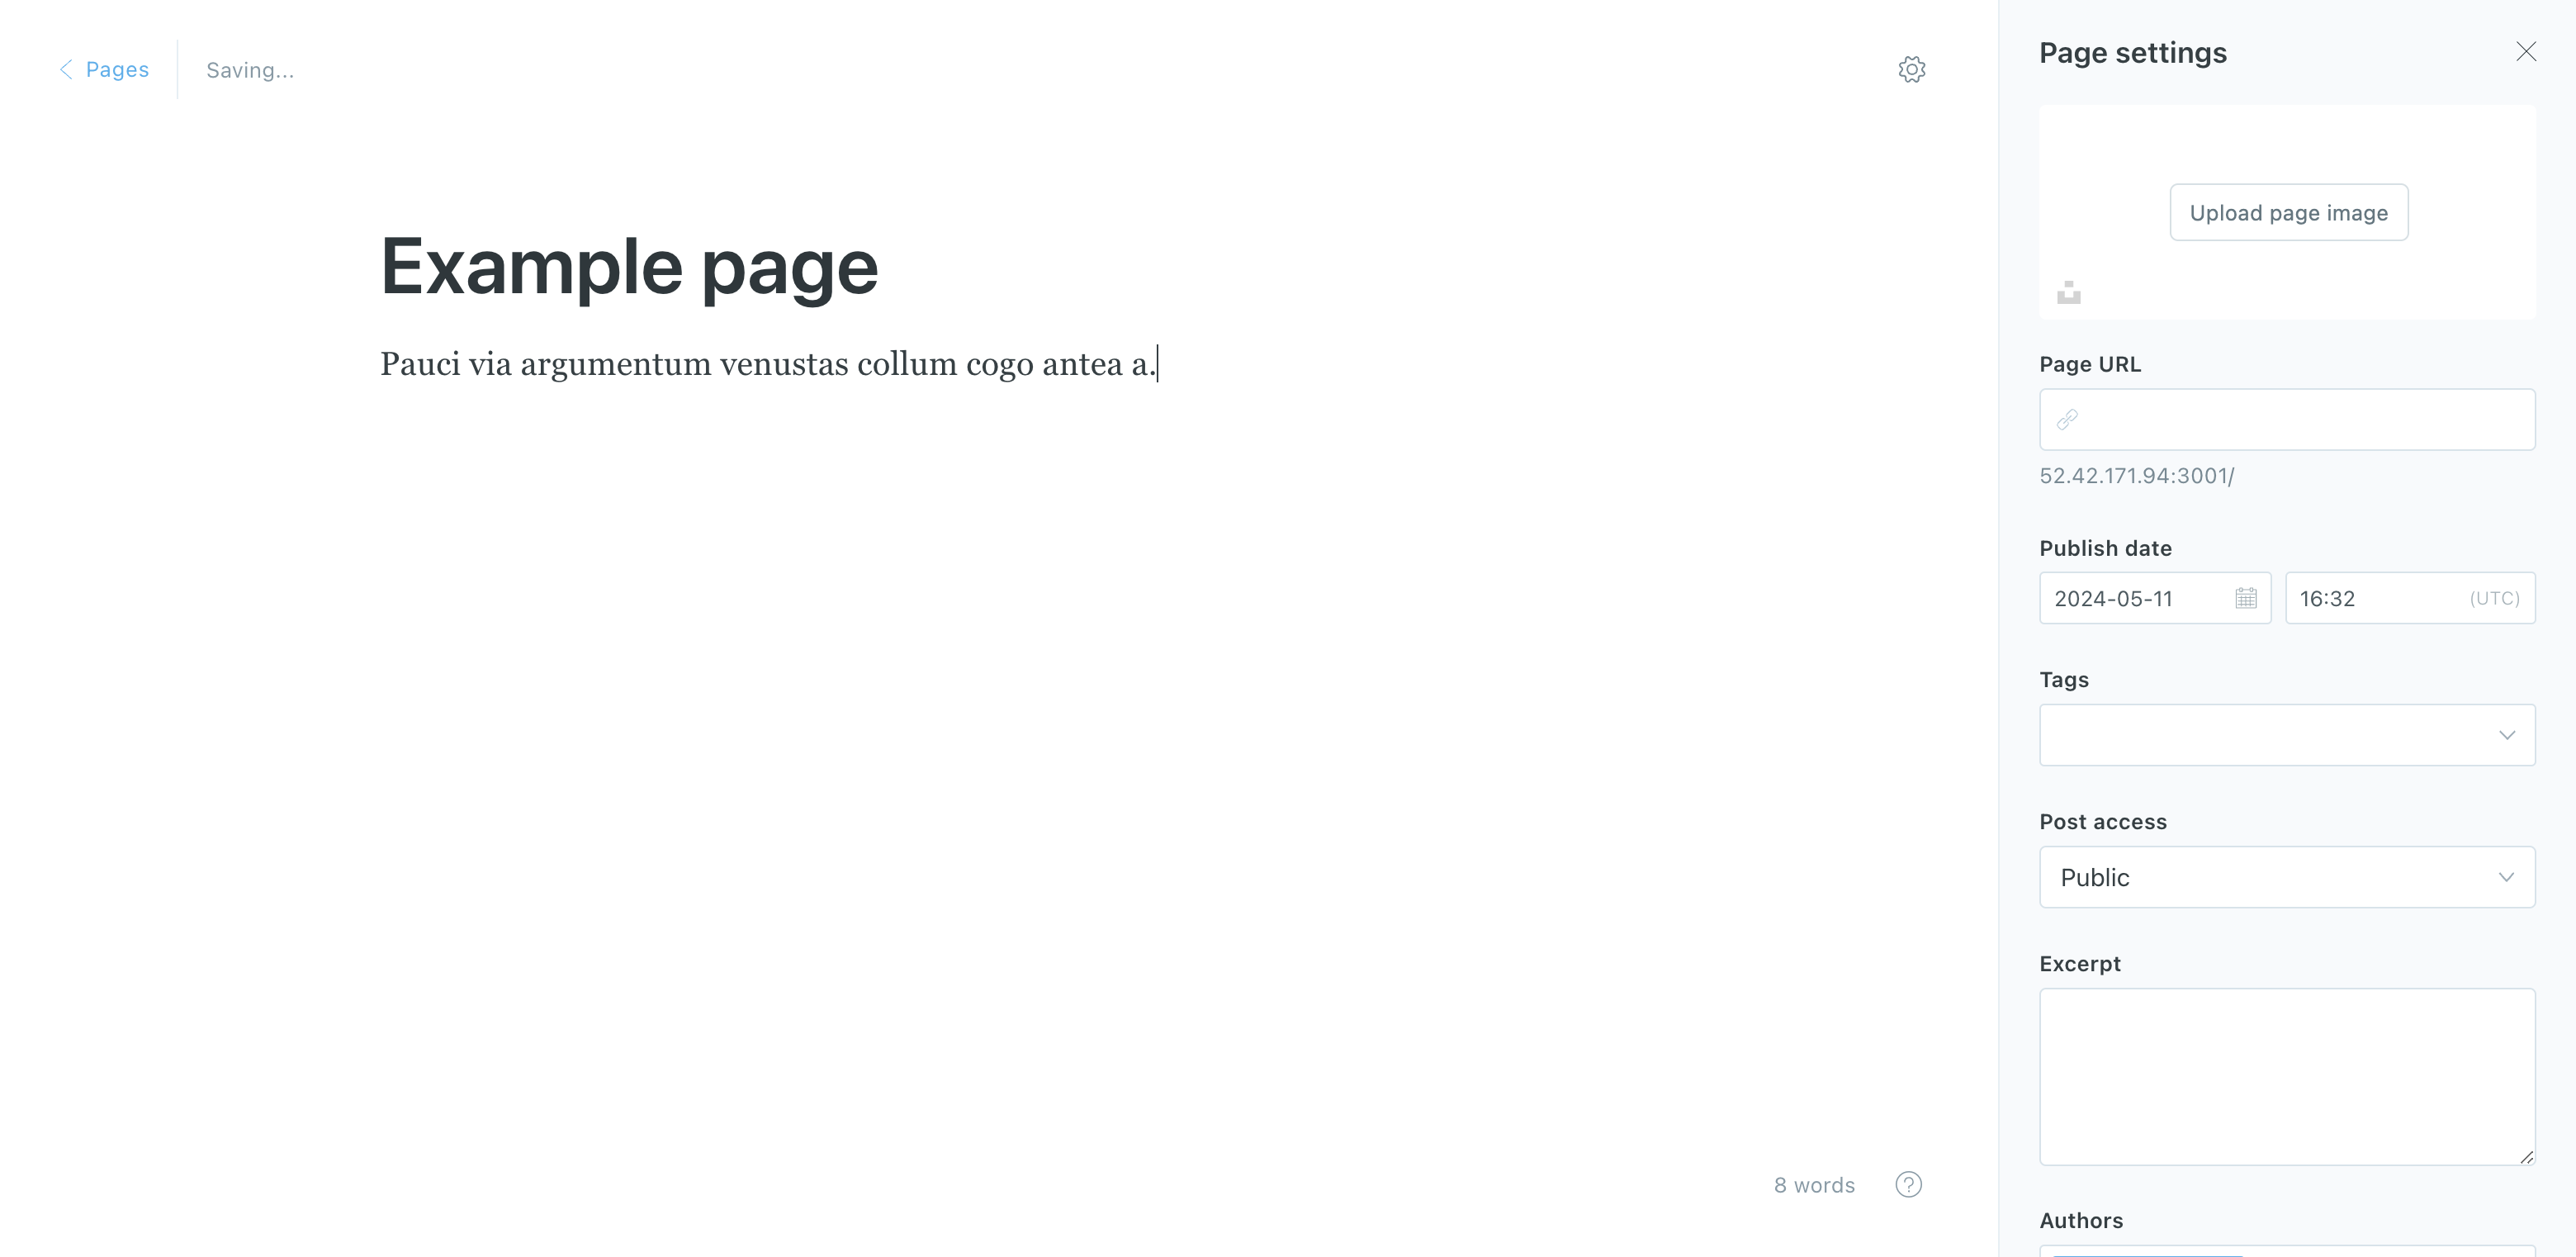 Pages
Saving...
Example page
Pauci via argumentum venustas collum cogo antea a.
8 words
?
Page settings
Upload page image
Page URL
52.42.171.94:3001/
Publish date
2024-05-11
16:32 (UTC)
Tags
Post access
Public
Excerpt
Authors